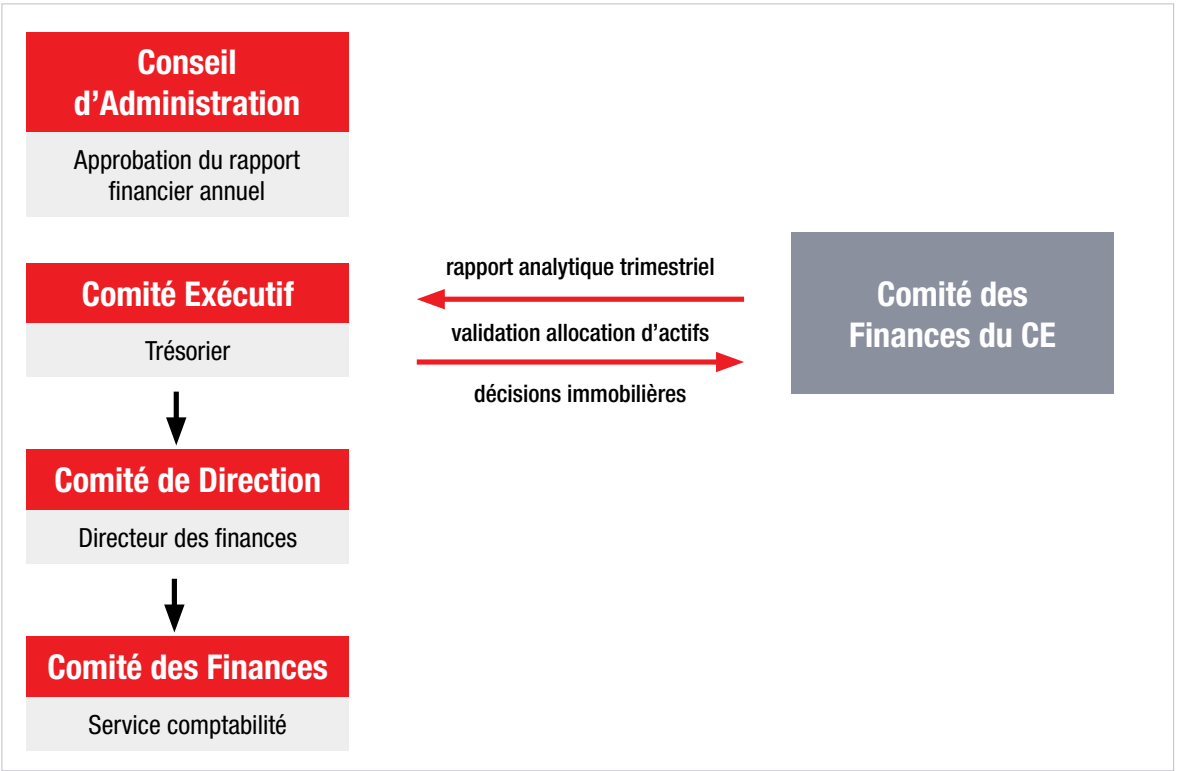 Conseil
d’Administration
Approbation du rapport
financier annuel
Comité Exécutif
Trésorier
rapport analytique trimestriel
validation allocation d’actifs
décisions immobilières
Comité des
Finances du CE
Comité de Direction
Directeur des finances
Comité des Finances
Service comptabilité